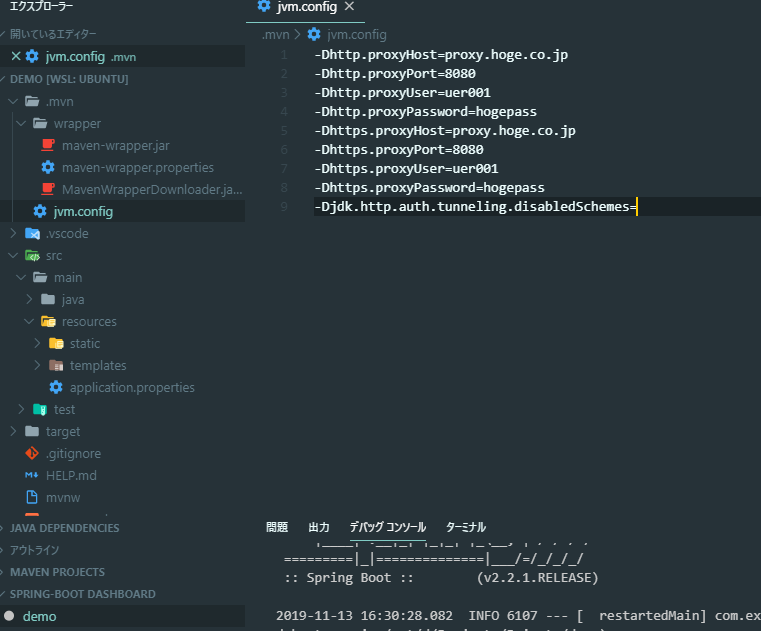 エクスプローラー
開いているエディター
jvm.config .mvn
DEMO [WSL: UBUNTU]
.mvn
wrapper
maven-wrapper.jar
maven-wrapper.properties
MavenWrapperDownloader.ja...
jvm.config
.vscode
src
main
java
resources
static
templates
application.properties
test
target
.gitignore
HELP.md
mvnw
JAVA DEPENDENCIES
アウトライン
MAVEN PROJECTS
SPRING-BOOT DASHBOARD
demo
jvm.config
.mvn > jvm.config
1 -Dhttp.proxyHost=proxy.hoge.co.jp
2 -Dhttp.proxyPort=8080
3 -Dhttp.proxyUser=uer001
4 -Dhttp.proxyPassword=hogepass
5 -Dhttps.proxyHost=proxy.hoge.co.jp
6 -Dhttps.proxyPort=8080
7 -Dhttps.proxyUser=uer001
8 -Dhttps.proxyPassword=hogepass
9 -Djdk.http.auth.tunneling.disabledSchemes=
問題 出力 デバッグ コンソール ターミナル
=========|_|==============|___/=/_/_/_/
:: Spring Boot :: (v2.2.1.RELEASE)
2019-11-13 16:30:28.082 INFO 6107 --- [ restartedMain] com.ex